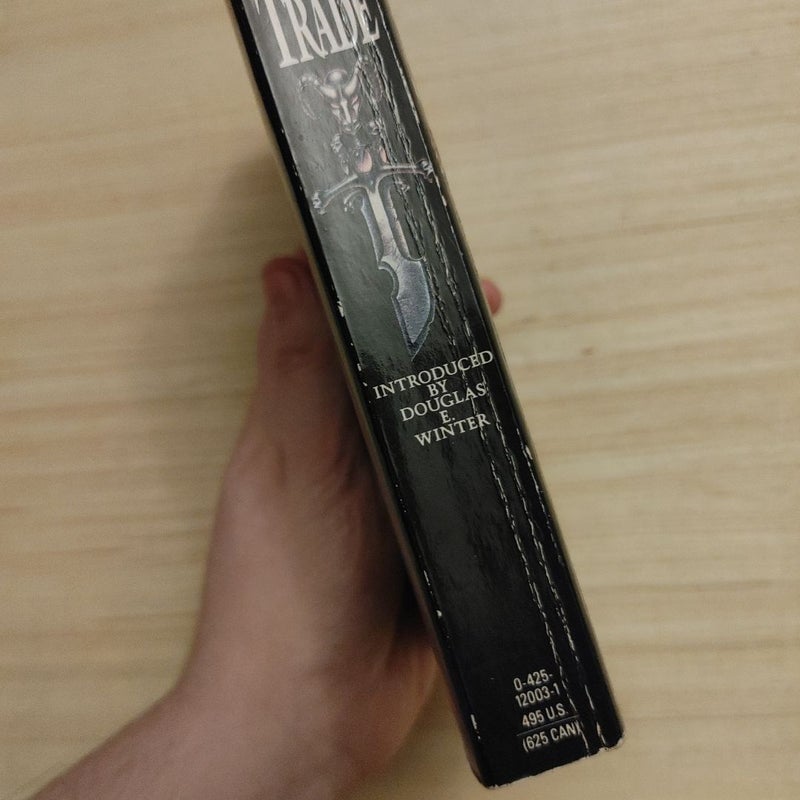 TRADE
INTRODUCED
BY
DOUGLAS
E.
WINTER
0-425-
12003-1
495 U.S.
(625 CAN)